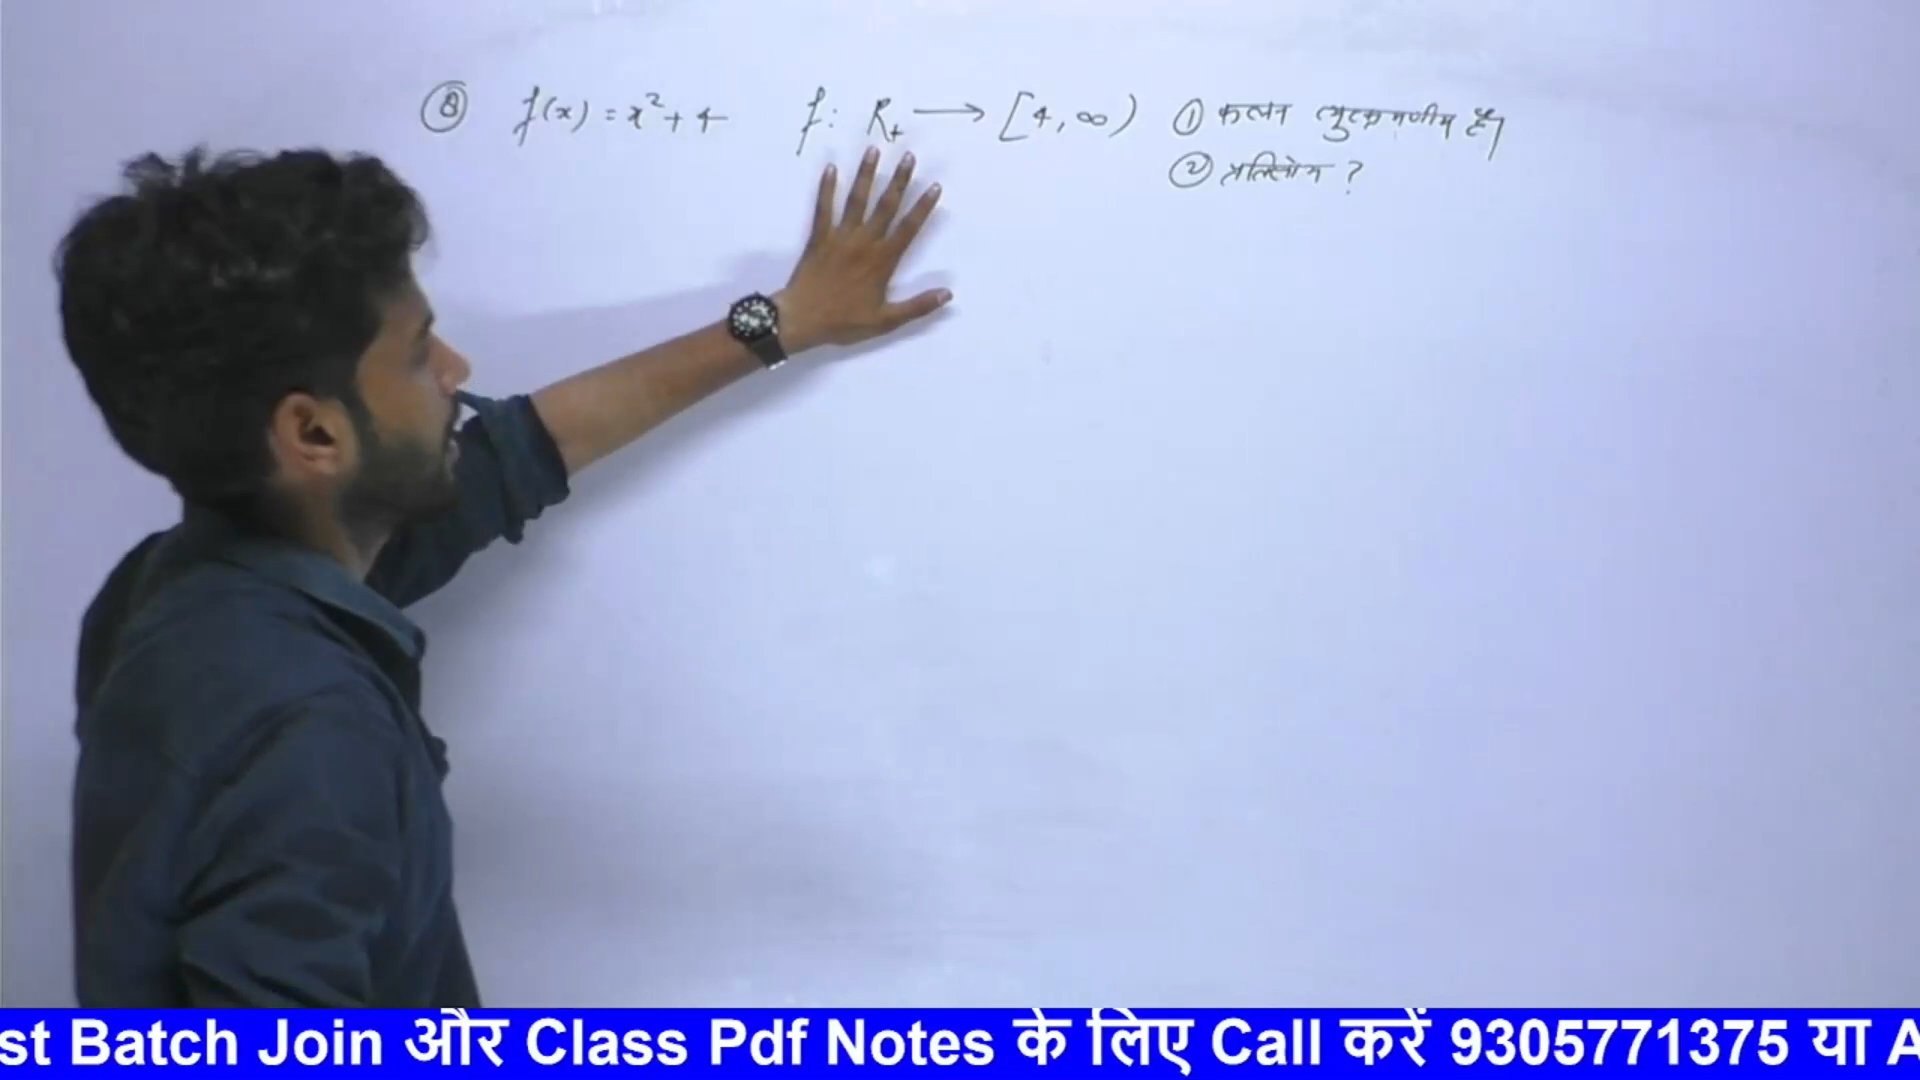 ⑧ f(x) = x² + 4 f: R₊ → [4, ∞) ① फलन व्युत्क्रमणीय है।
② प्रतिलोम ?
st Batch Join और Class Pdf Notes के लिए Call करें 9305771375 या A